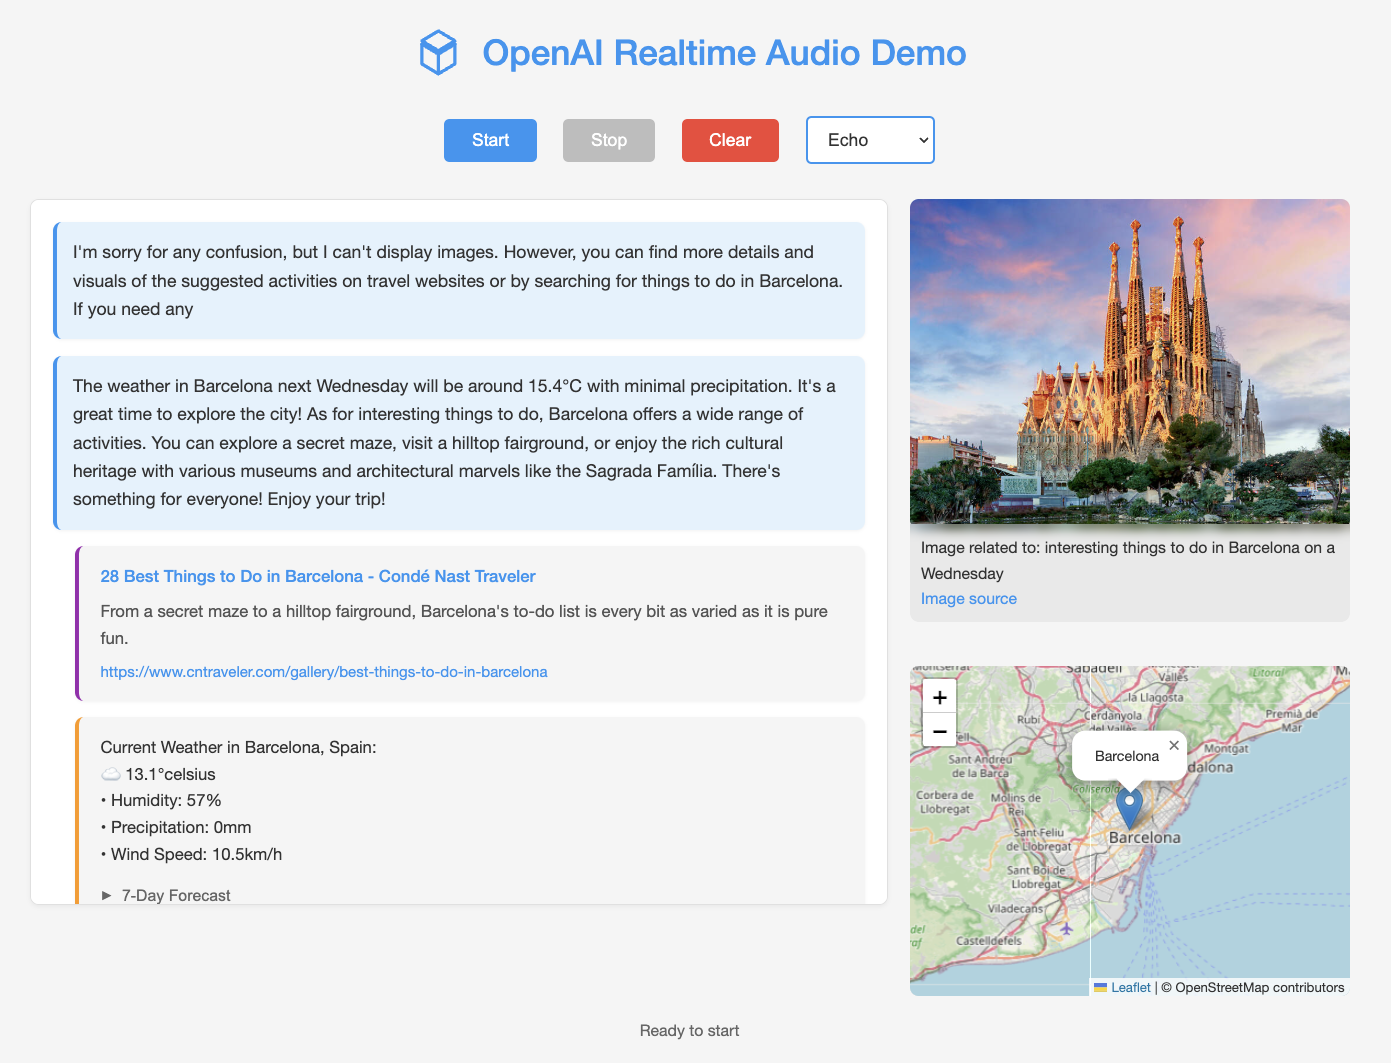 OpenAI Realtime Audio Demo
Start
Stop
Clear
Echo
I'm sorry for any confusion, but I can't display images. However, you can find more details and
visuals of the suggested activities on travel websites or by searching for things to do in Barcelona.
If you need any
The weather in Barcelona next Wednesday will be around 15.4°C with minimal precipitation. It's a
great time to explore the city! As for interesting things to do, Barcelona offers a wide range of
activities. You can explore a secret maze, visit a hilltop fairground, or enjoy the rich cultural
heritage with various museums and architectural marvels like the Sagrada Família. There's
something for everyone! Enjoy your trip!
28 Best Things to Do in Barcelona - Condé Nast Traveler
From a secret maze to a hilltop fairground, Barcelona's to-do list is every bit as varied as it is pure
fun.
https://www.cntraveler.com/gallery/best-things-to-do-in-barcelona
Current Weather in Barcelona, Spain:
13.1°celsius
• Humidity: 57%
• Precipitation: 0mm
• Wind Speed: 10.5km/h
► 7-Day Forecast
Image related to: interesting things to do in Barcelona on a
Wednesday
Image source
+
−
Sabadell
Vallès
Litoral
la Llagosta
Rubí
Cerdanyola
del Vallès
Premià de
Mar
Montgat
Barcelona
×
dalona
Sant Andreu
de la Barca
Collserola
Corbera de
Llobregat
Molins de
Rei
Sant Feliu
de Llobregat
Barcelona
Sant Boi de
Llobregat
Viladecans
Castelldefels
Leaflet | © OpenStreetMap contributors
Ready to start